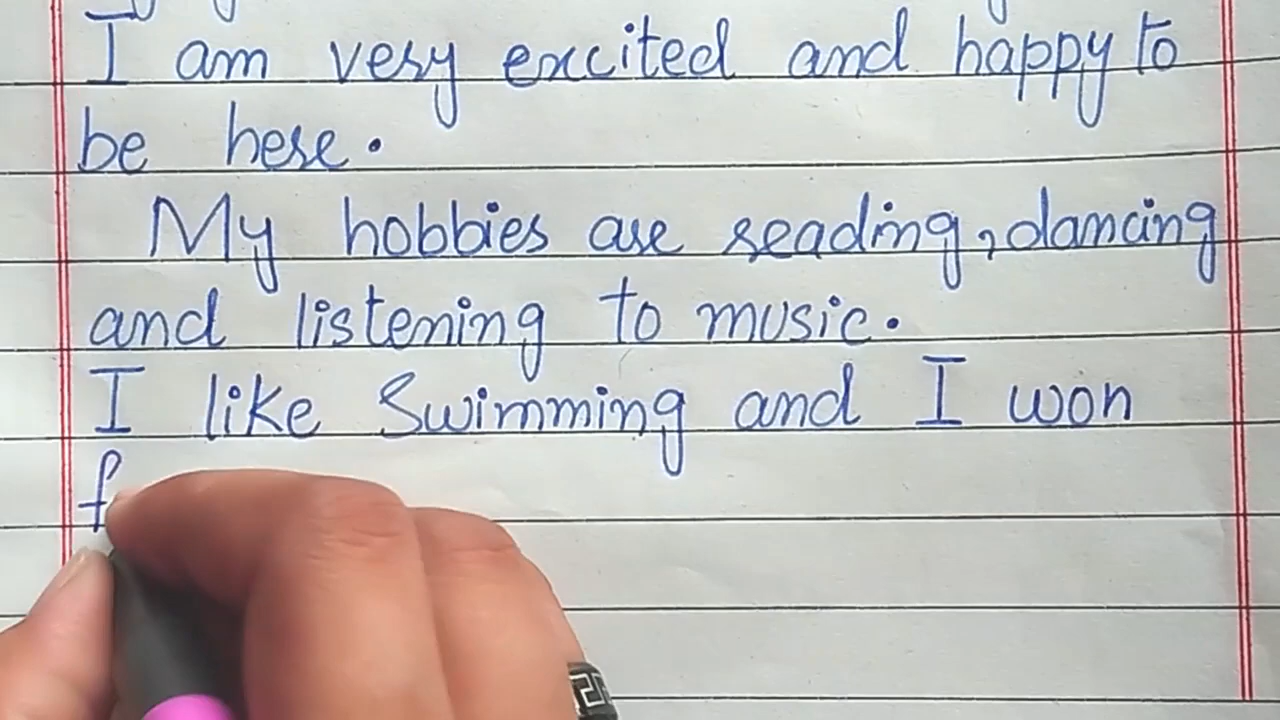 I am very excited and happy to
be here.
My hobbies are reading, dancing
and listening to music.
I like Swimming and I won
f